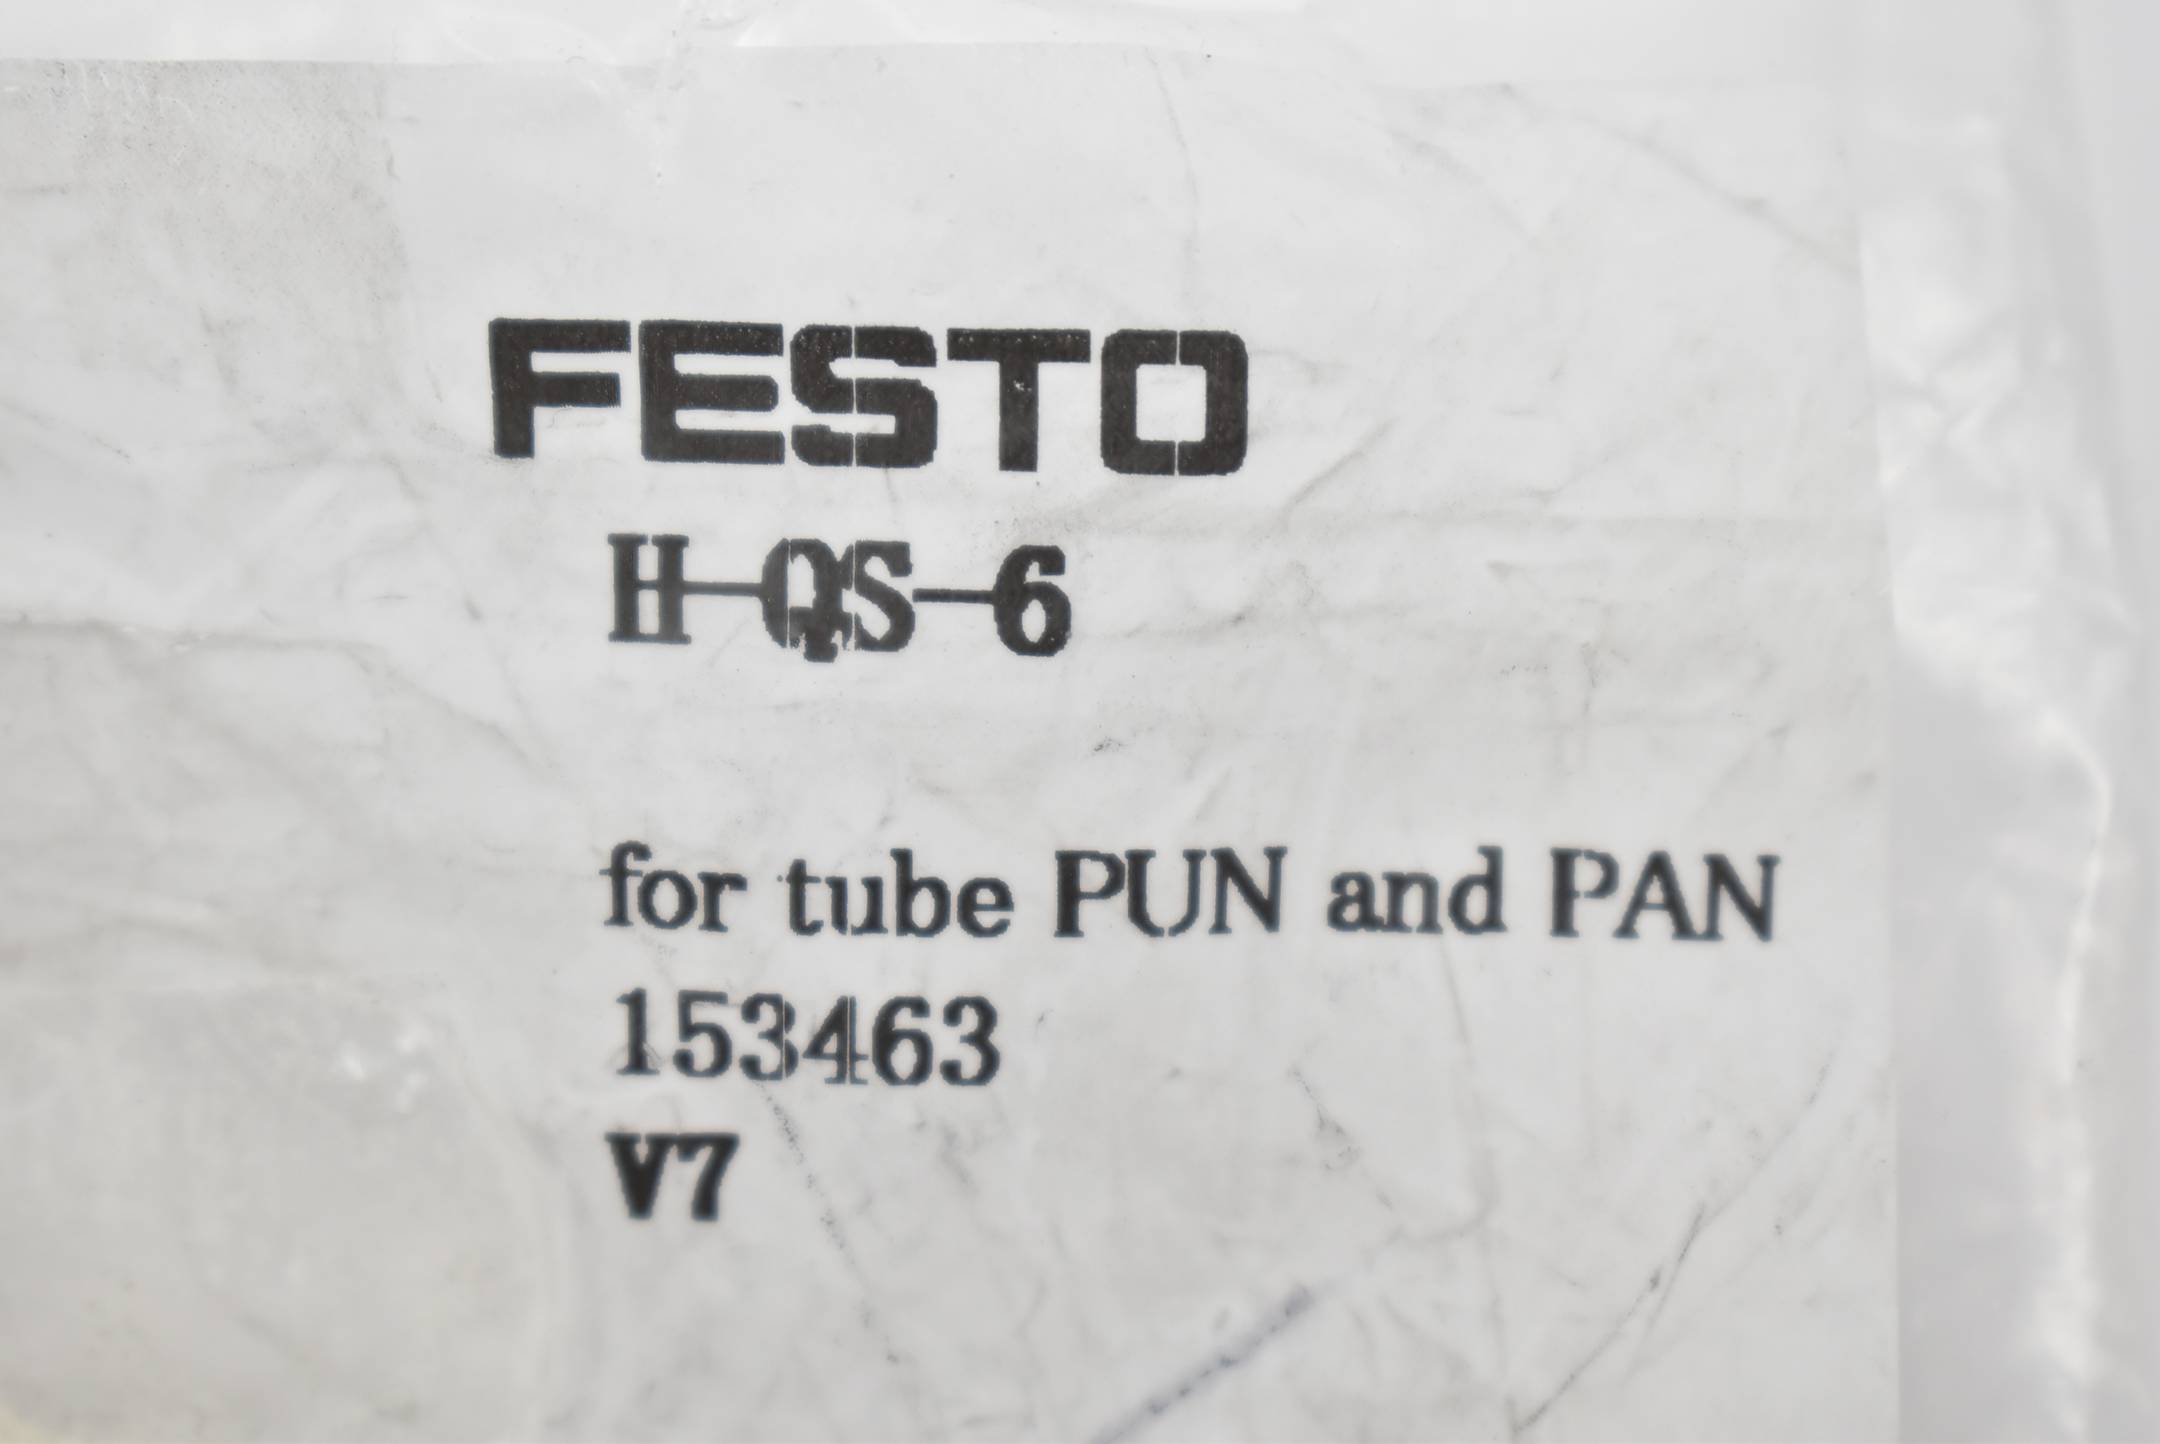 FESTO
H-QS-6
for tube PUN and PAN
153463
V7